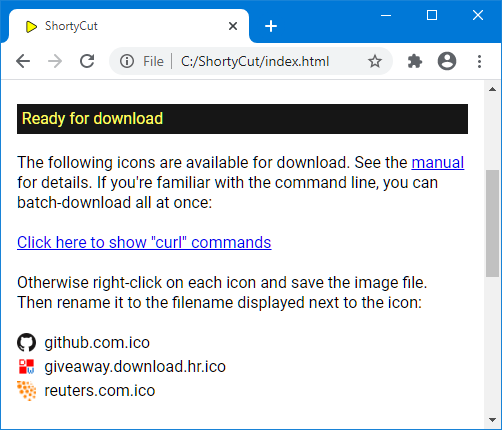 ShortyCut
File C:/ShortyCut/index.html
Ready for download
The following icons are available for download. See the manual
for details. If you're familiar with the command line, you can
batch-download all at once:
Click here to show "curl" commands
Otherwise right-click on each icon and save the image file.
Then rename it to the filename displayed next to the icon:
github.com.ico
giveaway.download.hr.ico
reuters.com.ico